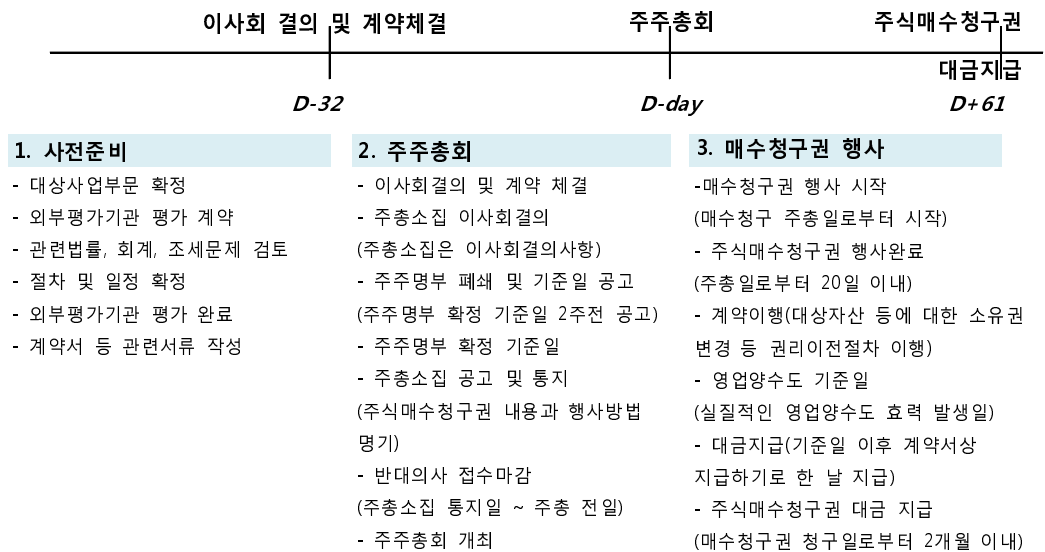 이사회 결의 및 계약체결
주주총회
주식매수청구권
대금지급
D-32
D-day
D+61
1. 사전준비
- 대상사업부문 확정
- 외부평가기관 평가 계약
- 관련법률, 회계, 조세문제 검토
- 절차 및 일정 확정
- 외부평가기관 평가 완료
- 계약서 등 관련서류 작성
2. 주주총회
- 이사회결의 및 계약 체결
- 주총소집 이사회결의
(주총소집은 이사회결의사항)
- 주주명부 폐쇄 및 기준일 공고
(주주명부 확정 기준일 2주전 공고)
- 주주명부 확정 기준일
- 주총소집 공고 및 통지
(주식매수청구권 내용과 행사방법
명기)
- 반대의사 접수마감
(주총소집 통지일 ~ 주총 전일)
- 주주총회 개최
3. 매수청구권 행사
-매수청구권 행사 시작
(매수청구 주총일로부터 시작)
- 주식매수청구권 행사완료
(주총일로부터 20일 이내)
- 계약이행(대상자산 등에 대한 소유권
변경 등 권리이전절차 이행)
- 영업양수도 기준일
(실질적인 영업양수도 효력 발생일)
- 대금지급(기준일 이후 계약서상
지급하기로 한 날 지급)
- 주식매수청구권 대금 지급
(매수청구권 청구일로부터 2개월 이내)